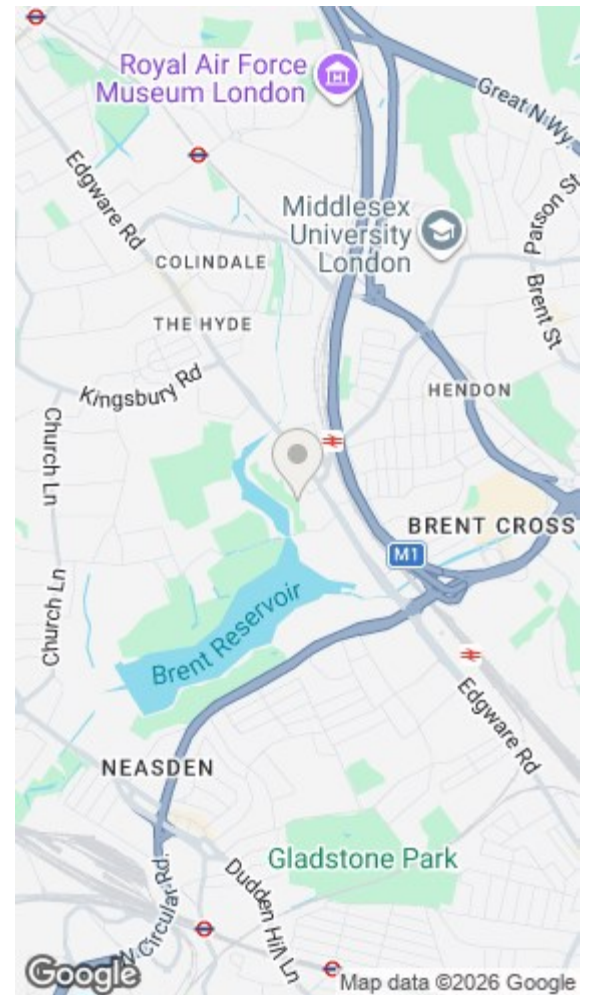 Royal Air Force
Museum London
Great N Wy.
Edgware Rd
Middlesex
University
London
Parson St
COLINDALE
Brent St
THE HYDE
Kingsbury Rd
HENDON
Church Ln
BRENT CROSS
M1
Church Ln
Brent Reservoir
Edgware Rd
NEASDEN
Gladstone Park
N Circular Rd.
Dudden Hill Ln
Google
Map data ©2026 Google